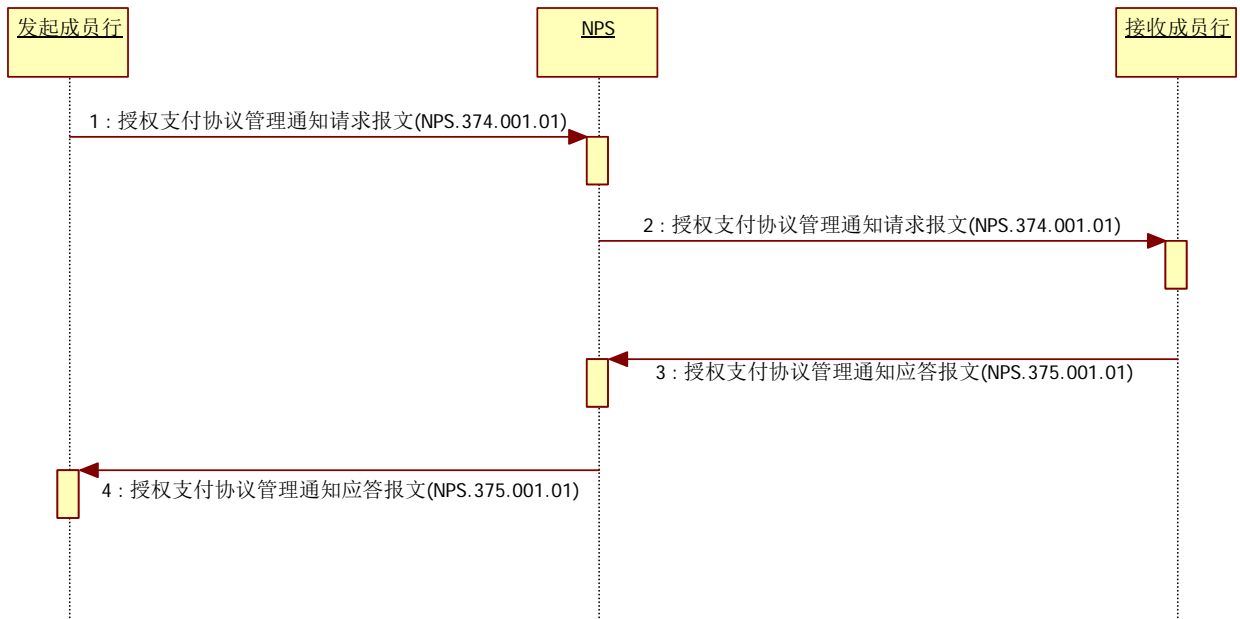 发起成员行
NPS
接收成员行
1 : 授权支付协议管理通知请求报文(NPS.374.001.01)
2 : 授权支付协议管理通知请求报文(NPS.374.001.01)
3 : 授权支付协议管理通知应答报文(NPS.375.001.01)
4 : 授权支付协议管理通知应答报文(NPS.375.001.01)